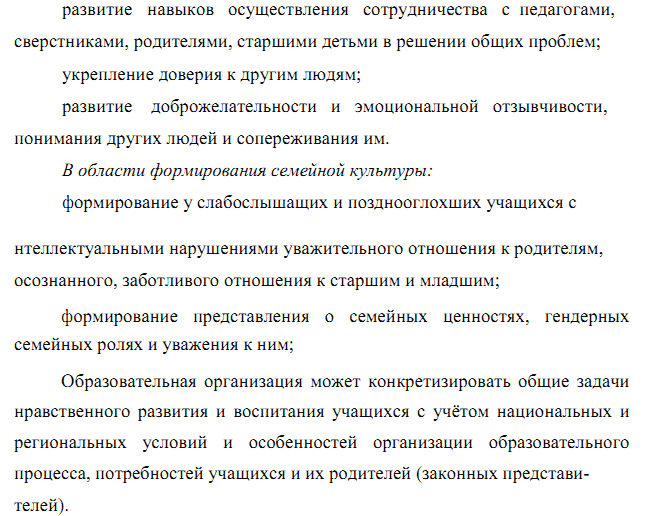 развитие навыков осуществления сотрудничества с педагогами,
сверстниками, родителями, старшими детьми в решении общих проблем;
укрепление доверия к другим людям;
развитие доброжелательности и эмоциональной отзывчивости,
понимания других людей и сопереживания им.
В области формирования семейной культуры:
формирование у слабослышащих и позднооглохших учащихся с
нтеллектуальными нарушениями уважительного отношения к родителям,
осознанного, заботливого отношения к старшим и младшим;
формирование представления о семейных ценностях, гендерных
семейных ролях и уважения к ним;
Образовательная организация может конкретизировать общие задачи
нравственного развития и воспитания учащихся с учётом национальных и
региональных условий и особенностей организации образовательного
процесса, потребностей учащихся и их родителей (законных представи-
телей).